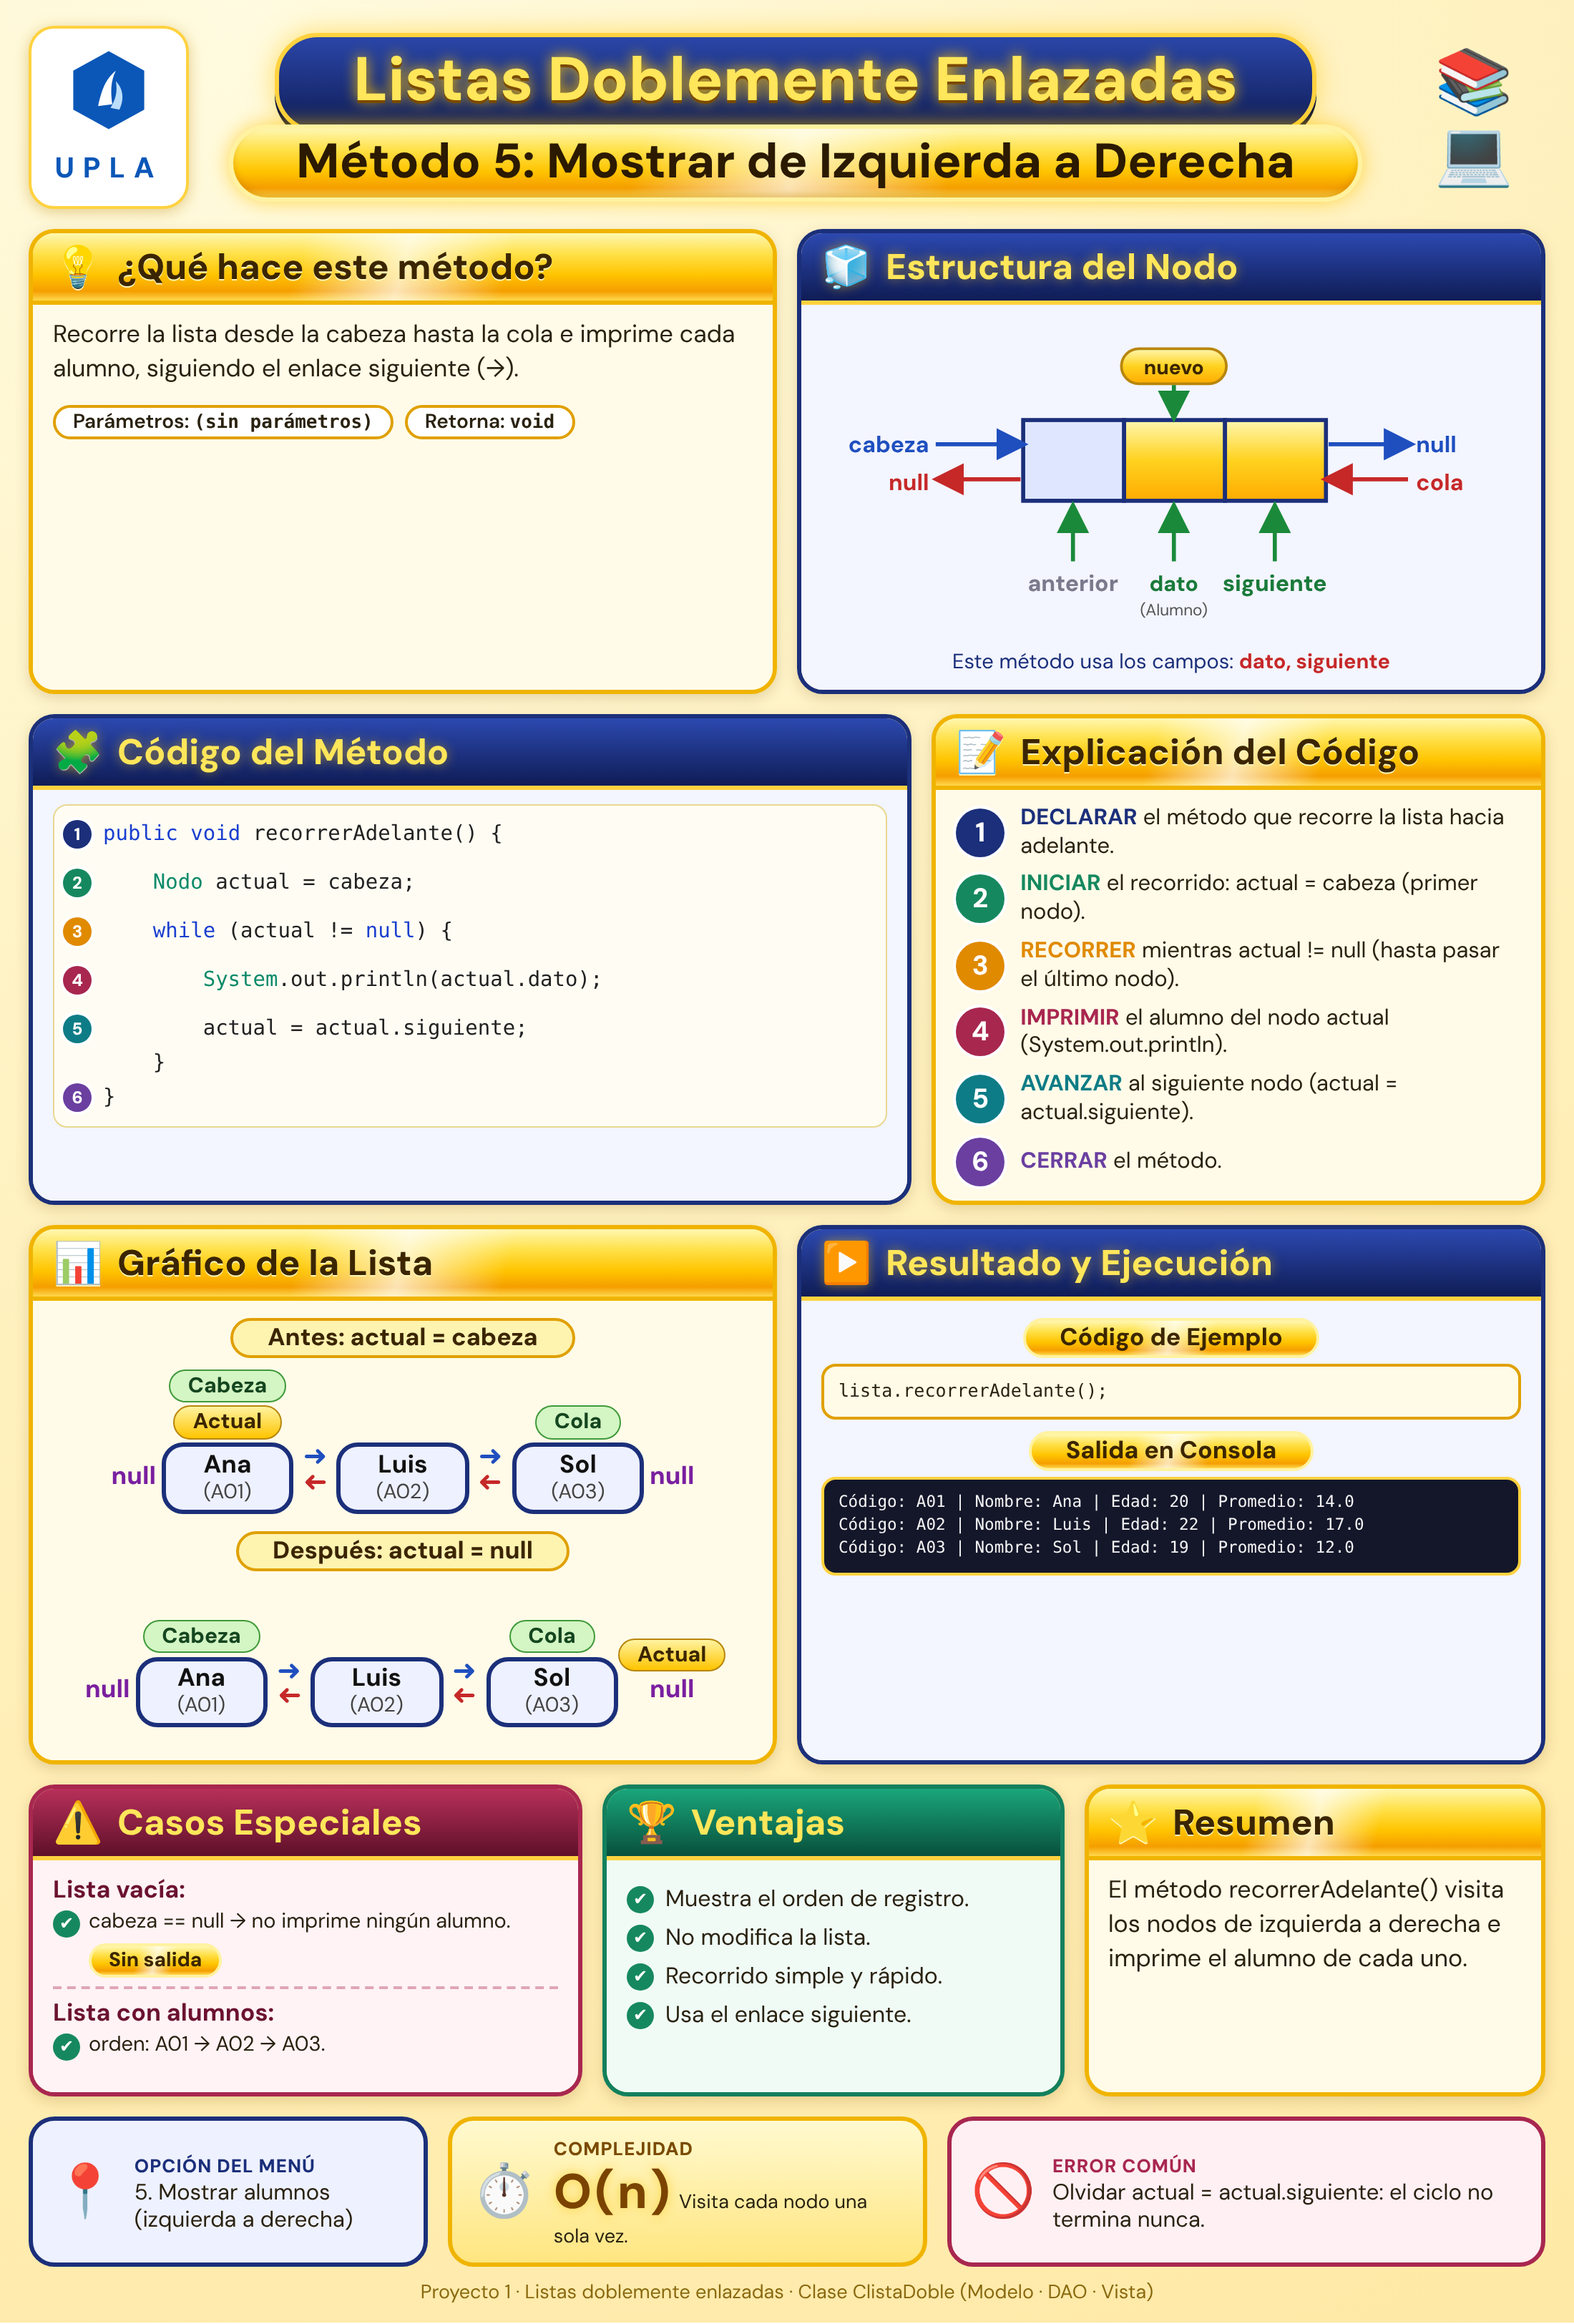 UPLA
Listas Doblemente Enlazadas
Método 5: Mostrar de Izquierda a Derecha
¿Qué hace este método?
Recorre la lista desde la cabeza hasta la cola e imprime cada
alumno, siguiendo el enlace siguiente (→).
Parámetros: (sin parámetros) Retorna: void
Estructura del Nodo
nuevo
cabeza null
null cola
anterior dato siguiente
(Alumno)
Este método usa los campos: dato, siguiente
Código del Método
1 public void recorrerAdelante() {
2 Nodo actual = cabeza;
3 while (actual != null) {
4 System.out.println(actual.dato);
5 actual = actual.siguiente;
}
6 }
Explicación del Código
1 DECLARAR el método que recorre la lista hacia
adelante.
2 INICIAR el recorrido: actual = cabeza (primer
nodo).
3 RECORRER mientras actual != null (hasta pasar
el último nodo).
4 IMPRIMIR el alumno del nodo actual
(System.out.println).
5 AVANZAR al siguiente nodo (actual =
actual.siguiente).
6 CERRAR el método.
Gráfico de la Lista
Antes: actual = cabeza
Cabeza
Actual Cola
null Ana → Luis → Sol null
(A01) ← (A02) ← (A03)
Después: actual = null
Cabeza Cola Actual
null Ana → Luis → Sol null
(A01) ← (A02) ← (A03)
Resultado y Ejecución
Código de Ejemplo
lista.recorrerAdelante();
Salida en Consola
Código: A01 | Nombre: Ana | Edad: 20 | Promedio: 14.0
Código: A02 | Nombre: Luis | Edad: 22 | Promedio: 17.0
Código: A03 | Nombre: Sol | Edad: 19 | Promedio: 12.0
Casos Especiales
Lista vacía:
cabeza == null → no imprime ningún alumno.
Sin salida
Lista con alumnos:
orden: A01 → A02 → A03.
Ventajas
Muestra el orden de registro.
No modifica la lista.
Recorrido simple y rápido.
Usa el enlace siguiente.
Resumen
El método recorrerAdelante() visita
los nodos de izquierda a derecha e
imprime el alumno de cada uno.
OPCIÓN DEL MENÚ
5. Mostrar alumnos
(izquierda a derecha)
COMPLEJIDAD
O(n) Visita cada nodo una
sola vez.
ERROR COMÚN
Olvidar actual = actual.siguiente: el ciclo no
termina nunca.
Proyecto 1 · Listas doblemente enlazadas · Clase ClistaDoble (Modelo · DAO · Vista)